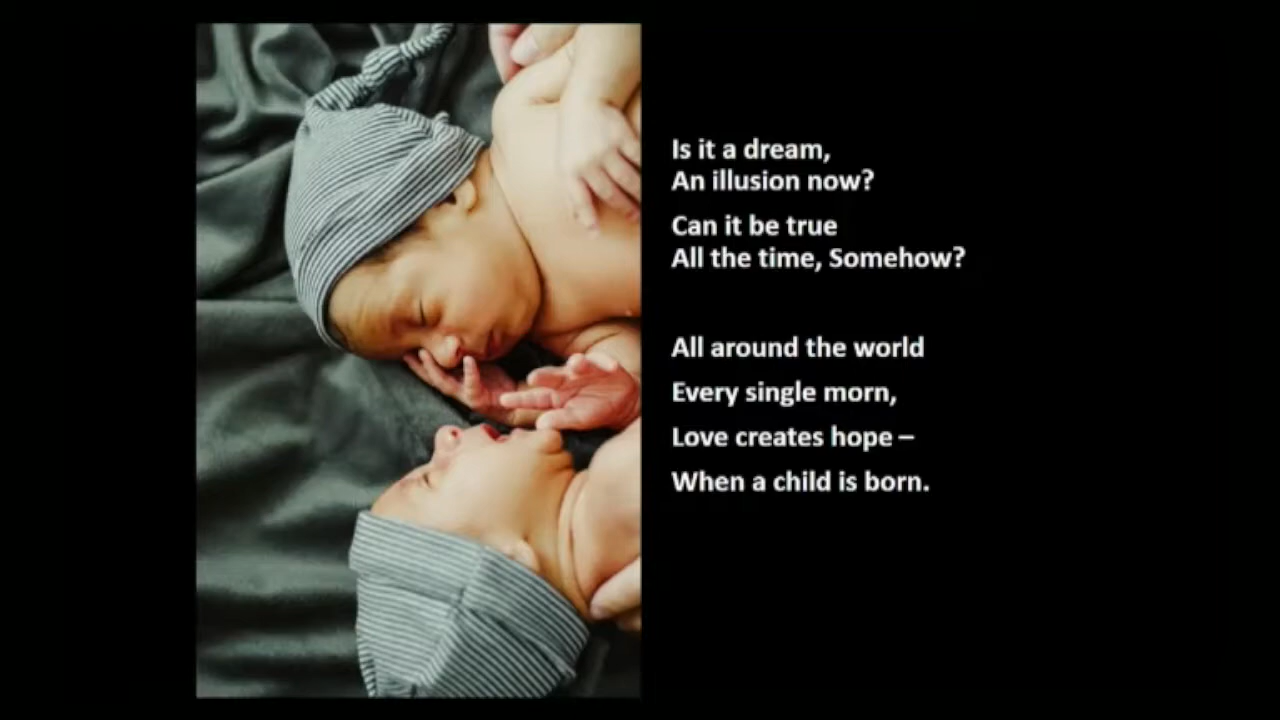 Is it a dream,
An illusion now?
Can it be true
All the time, Somehow?
All around the world
Every single morn,
Love creates hope –
When a child is born.